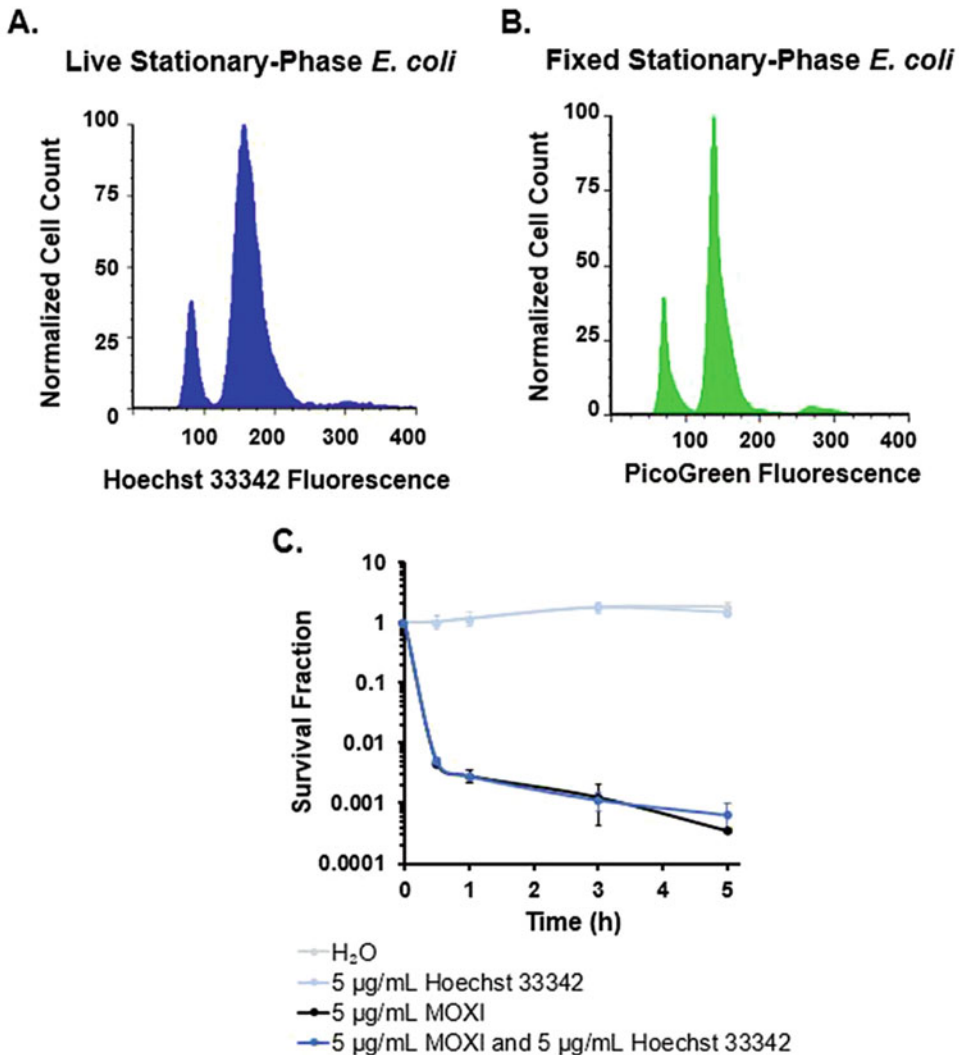 A.
Live Stationary-Phase E. coli
Normalized Cell Count
100
75
50
25
0
100 200 300 400
Hoechst 33342 Fluorescence
B.
Fixed Stationary-Phase E. coli
Normalized Cell Count
100
75
50
25
0
100 200 300 400
PicoGreen Fluorescence
C.
Survival Fraction
10
1
0.1
0.01
0.001
0.0001
0 1 2 3 4 5
Time (h)
H₂O
5 µg/mL Hoechst 33342
5 µg/mL MOXI
5 µg/mL MOXI and 5 µg/mL Hoechst 33342